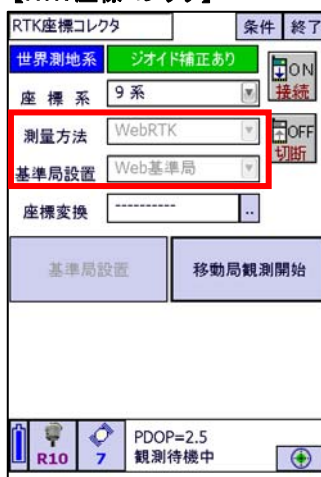 RTK座標コレクタ 条件 終了
世界測地系 ジオイド補正あり
ON
接続
座 標 系 9 系
測量方法 WebRTK
OFF
切断
基準局設置 Web基準局
座標変換 ---------- ..
基準局設置 移動局観測開始
PDOP=2.5
R10 7 観測待機中